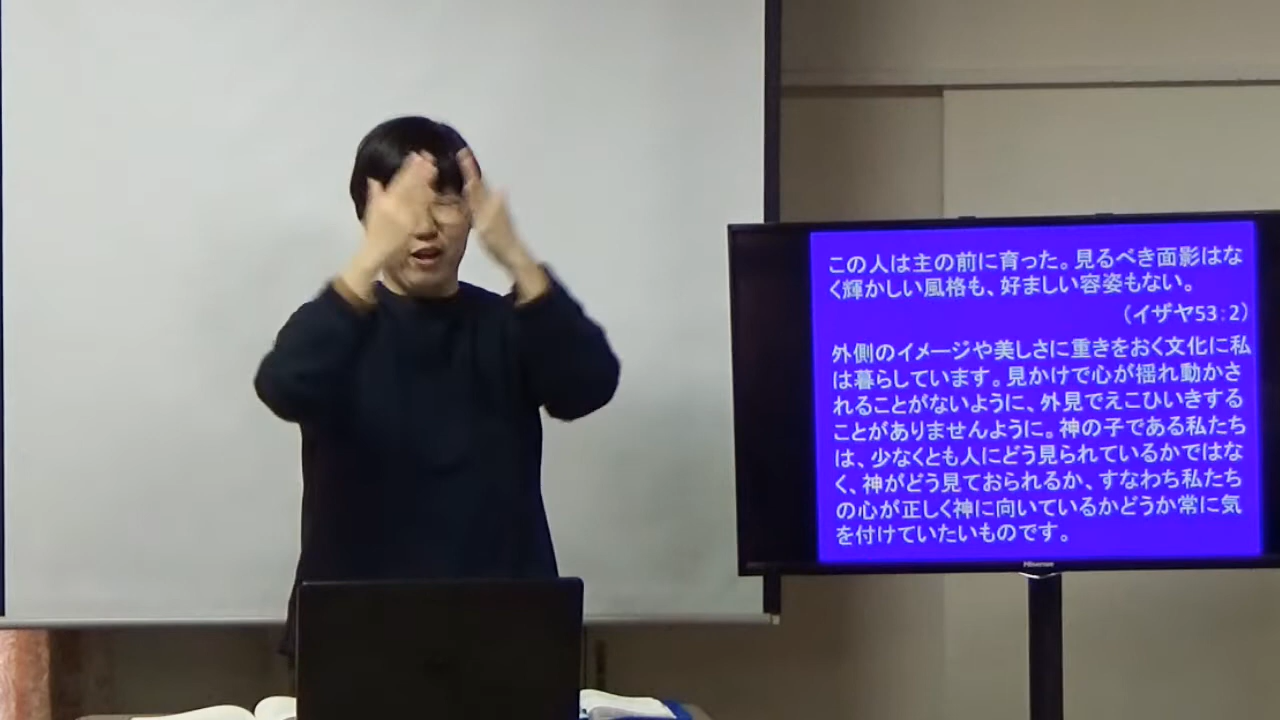 この人は主の前に育った。見るべき面影はな
く輝かしい風格も、好ましい容姿もない。
（イザヤ53：2）
外側のイメージや美しさに重きをおく文化に私
は暮らしています。見かけで心が揺れ動かさ
れることがないように、外見でえこひいきする
ことがありませんように。神の子である私たち
は、少なくとも人にどう見られているかではな
く、神がどう見ておられるか、すなわち私たち
の心が正しく神に向いているかどうか常に気
を付けていたいものです。
Hisense